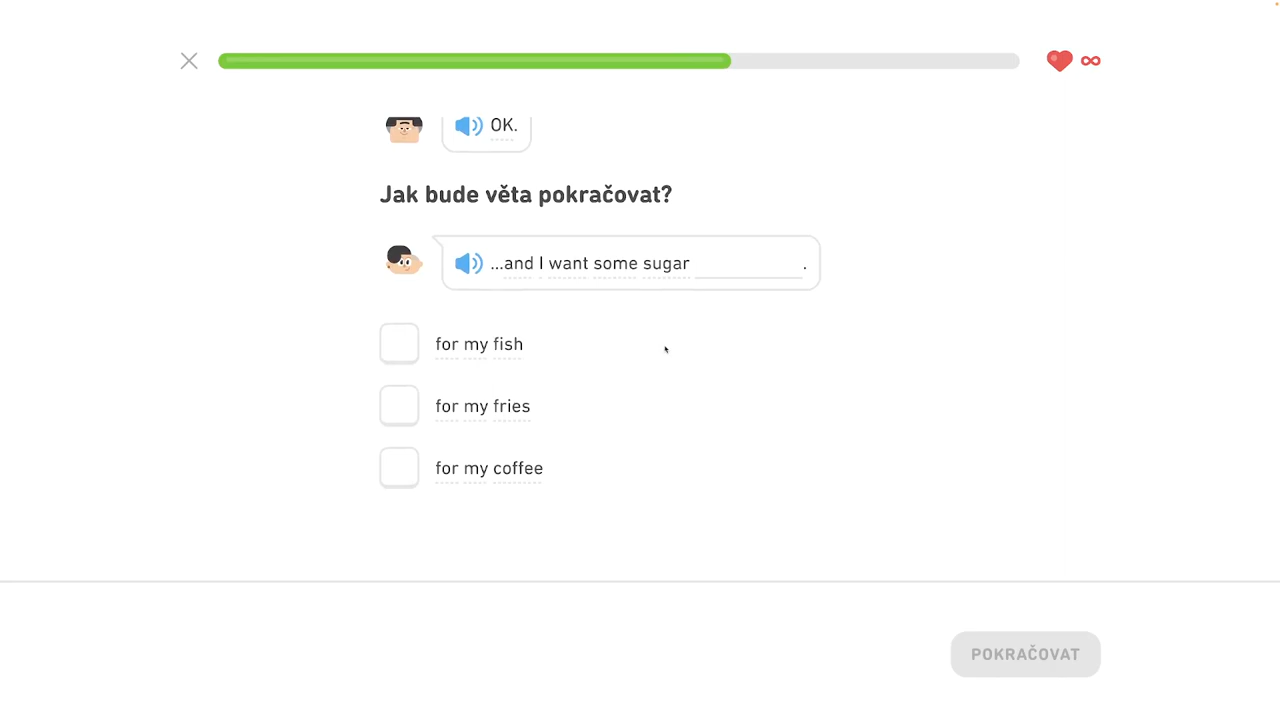 OK.
Jak bude věta pokračovat?
...and I want some sugar __________.
for my fish
for my fries
for my coffee
POKRAČOVAT